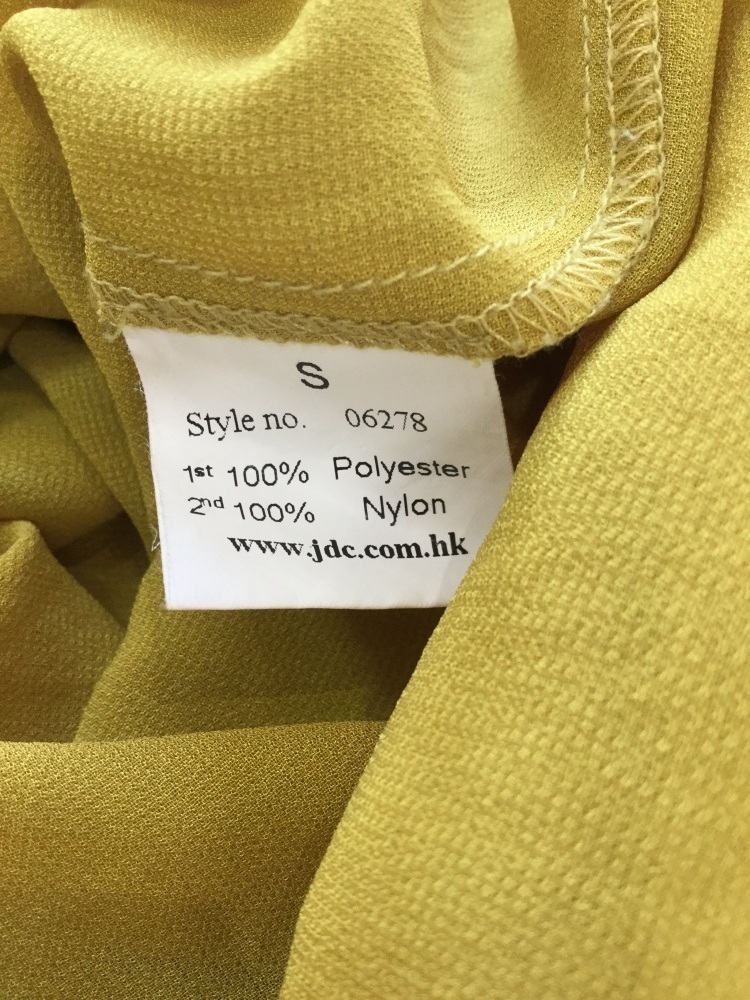 S
Style no. 06278
1st 100% Polyester
2nd 100% Nylon
www.jdc.com.hk